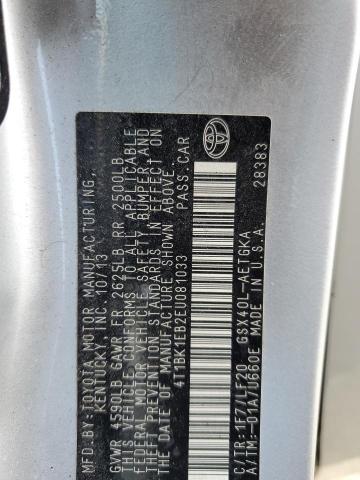 MFD.BY:TOYOTA MOTOR MANUFACTURING,
KENTUCKY, INC. 10/13
GVWR 4590LB GAWR FR 2625LB RR 2500LB
THIS VEHICLE CONFORMS TO ALL APPLICABLE
FEDERAL MOTOR VEHICLE SAFETY, BUMPER, AND
THEFT PREVENTION STANDARDS IN EFFECT ON
THE DATE OF MANUFACTURE SHOWN ABOVE.
4T1BK1EB2EU081033 PASS.CAR
C/TR:1F7/LF20 GSX40L-AETGKA
A/TM:-01A/U660E MADE IN U.S.A.
28383